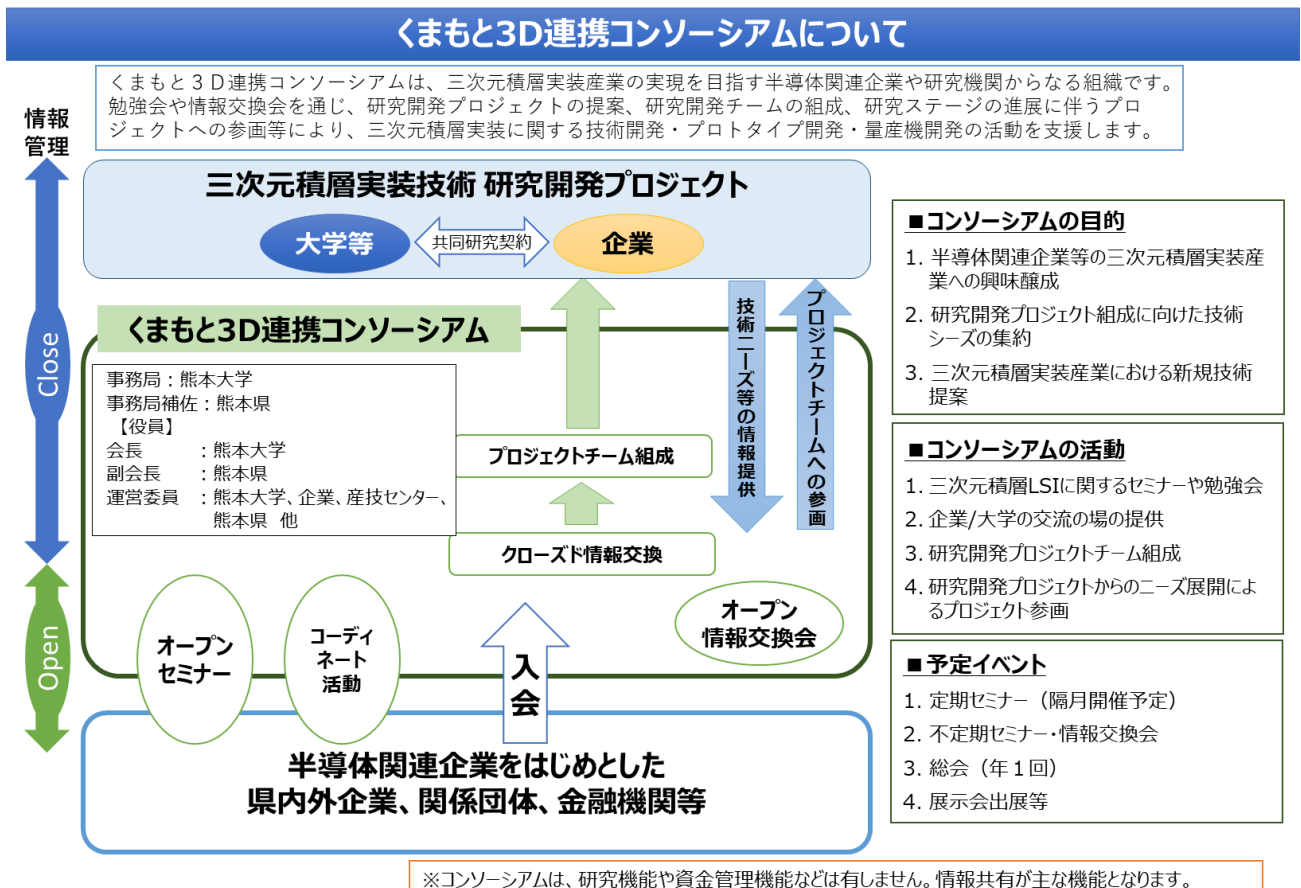 くまもと3D連携コンソーシアムについて
くまもと３Ｄ連携コンソーシアムは、三次元積層実装産業の実現を目指す半導体関連企業や研究機関からなる組織です。
勉強会や情報交換会を通じ、研究開発プロジェクトの提案、研究開発チームの組成、研究ステージの進展に伴うプロ
ジェクトへの参画等により、三次元積層実装に関する技術開発・プロトタイプ開発・量産機開発の活動を支援します。
情報
管理
Close
Open
三次元積層実装技術 研究開発プロジェクト
大学等
共同研究契約
企業
くまもと3D連携コンソーシアム
事務局：熊本大学
事務局補佐：熊本県
【役員】
会長　　　：熊本大学
副会長　　：熊本県
運営委員　：熊本大学、企業、産技センター、
熊本県 他
技術ニーズ等の情報提供
プロジェクトチームへの参画
プロジェクトチーム組成
クローズド情報交換
オープン
セミナー
コーディ
ネート
活動
入会
オープン
情報交換会
半導体関連企業をはじめとした
県内外企業、関係団体、金融機関等
■コンソーシアムの目的
1. 半導体関連企業等の三次元積層実装産
業への興味醸成
2. 研究開発プロジェクト組成に向けた技術
シーズの集約
3. 三次元積層実装産業における新規技術
提案
■コンソーシアムの活動
1. 三次元積層LSIに関するセミナーや勉強会
2. 企業/大学の交流の場の提供
3. 研究開発プロジェクトチーム組成
4. 研究開発プロジェクトからのニーズ展開によ
るプロジェクト参画
■予定イベント
1. 定期セミナー（隔月開催予定）
2. 不定期セミナー・情報交換会
3. 総会（年１回）
4. 展示会出展等
※コンソーシアムは、研究機能や資金管理機能などは有しません。情報共有が主な機能となります。